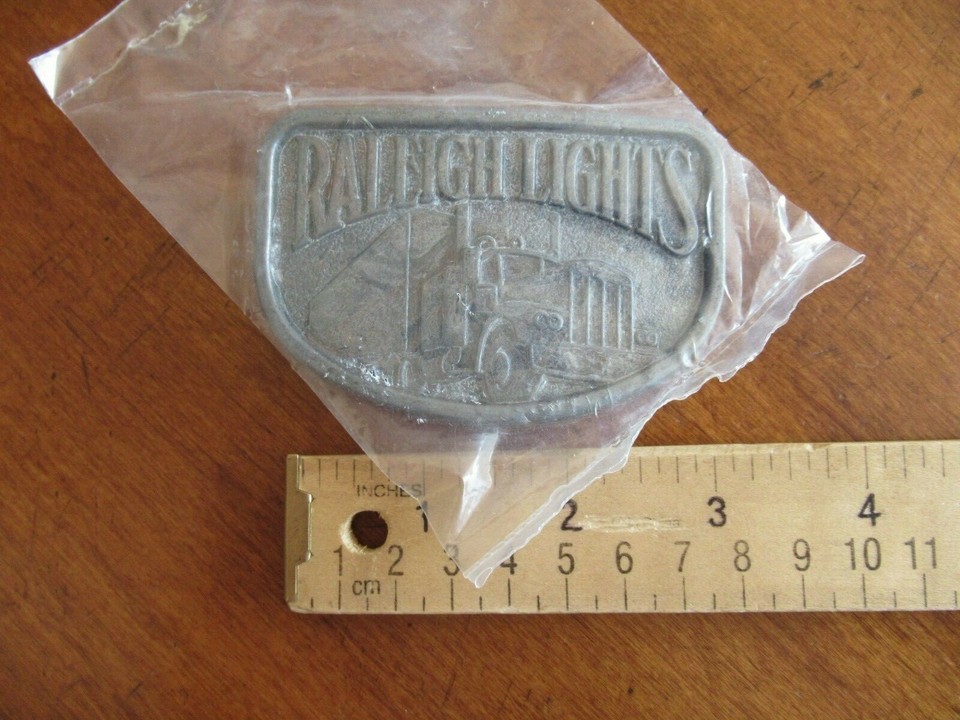 RALEIGH LIGHTS
INCHES
1 2 3 4
1 2 3 4 5 6 7 8 9 10 11
cm